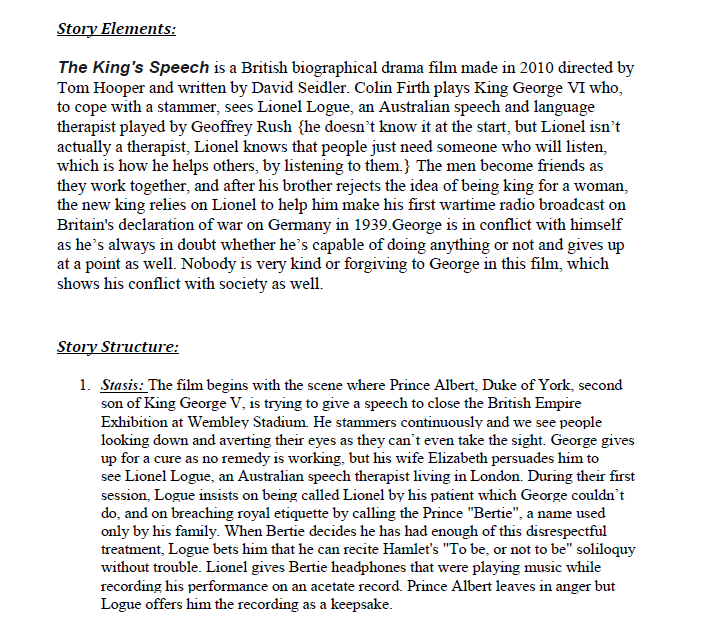 Story Elements:
The King's Speech is a British biographical drama film made in 2010 directed by
Tom Hooper and written by David Seidler. Colin Firth plays King George VI who,
to cope with a stammer, sees Lionel Logue, an Australian speech and language
therapist played by Geoffrey Rush {he doesn't know it at the start, but Lionel isn't
actually a therapist, Lionel knows that people just need someone who will listen,
which is how he helps others, by listening to them.} The men become friends as
they work together, and after his brother rejects the idea of being king for a woman,
the new king relies on Lionel to help him make his first wartime radio broadcast on
Britain's declaration of war on Germany in 1939.George is in conflict with himself
as he's always in doubt whether he's capable of doing anything or not and gives up
at a point as well. Nobody is very kind or forgiving to George in this film, which
shows his conflict with society as well.
Story Structure:
1. Stasis: The film begins with the scene where Prince Albert, Duke of York, second
son of King George V, is trying to give a speech to close the British Empire
Exhibition at Wembley Stadium. He stammers continuously and we see people
looking down and averting their eyes as they can't even take the sight. George gives
up for a cure as no remedy is working, but his wife Elizabeth persuades him to
see Lionel Logue, an Australian speech therapist living in London. During their first
session, Logue insists on being called Lionel by his patient which George couldn't
do, and on breaching royal etiquette by calling the Prince "Bertie", a name used
only by his family. When Bertie decides he has had enough of this disrespectful
treatment, Logue bets him that he can recite Hamlet's "To be, or not to be" soliloquy
without trouble. Lionel gives Bertie headphones that were playing music while
recording his performance on an acetate record. Prince Albert leaves in anger but
Logue offers him the recording as a keepsake.